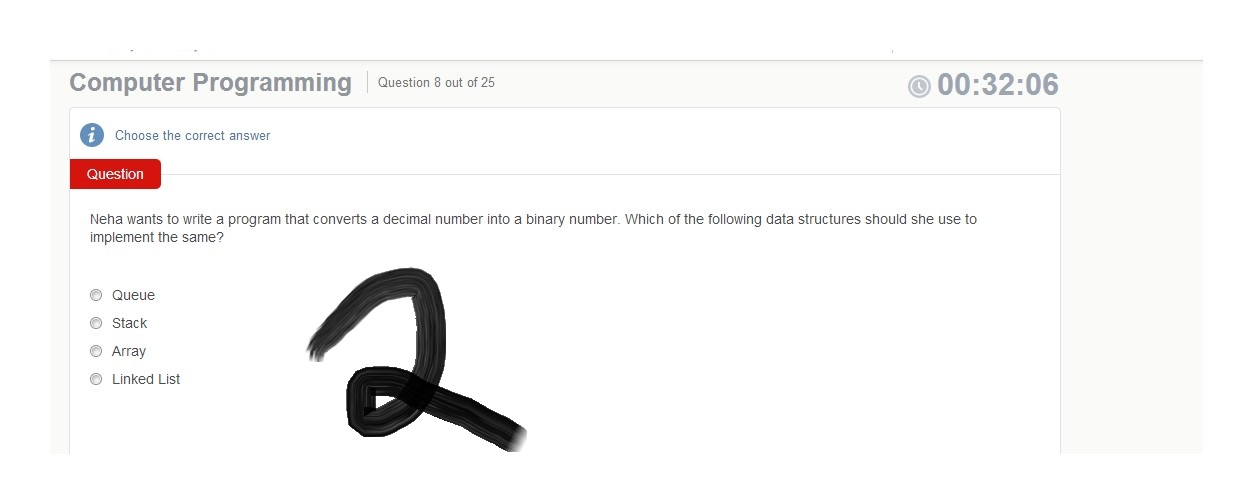 Computer Programming Question 8 out of 25 00:32:06
Choose the correct answer
Question
Neha wants to write a program that converts a decimal number into a binary number. Which of the following data structures should she use to
implement the same?
Queue
Stack
Array
Linked List
2